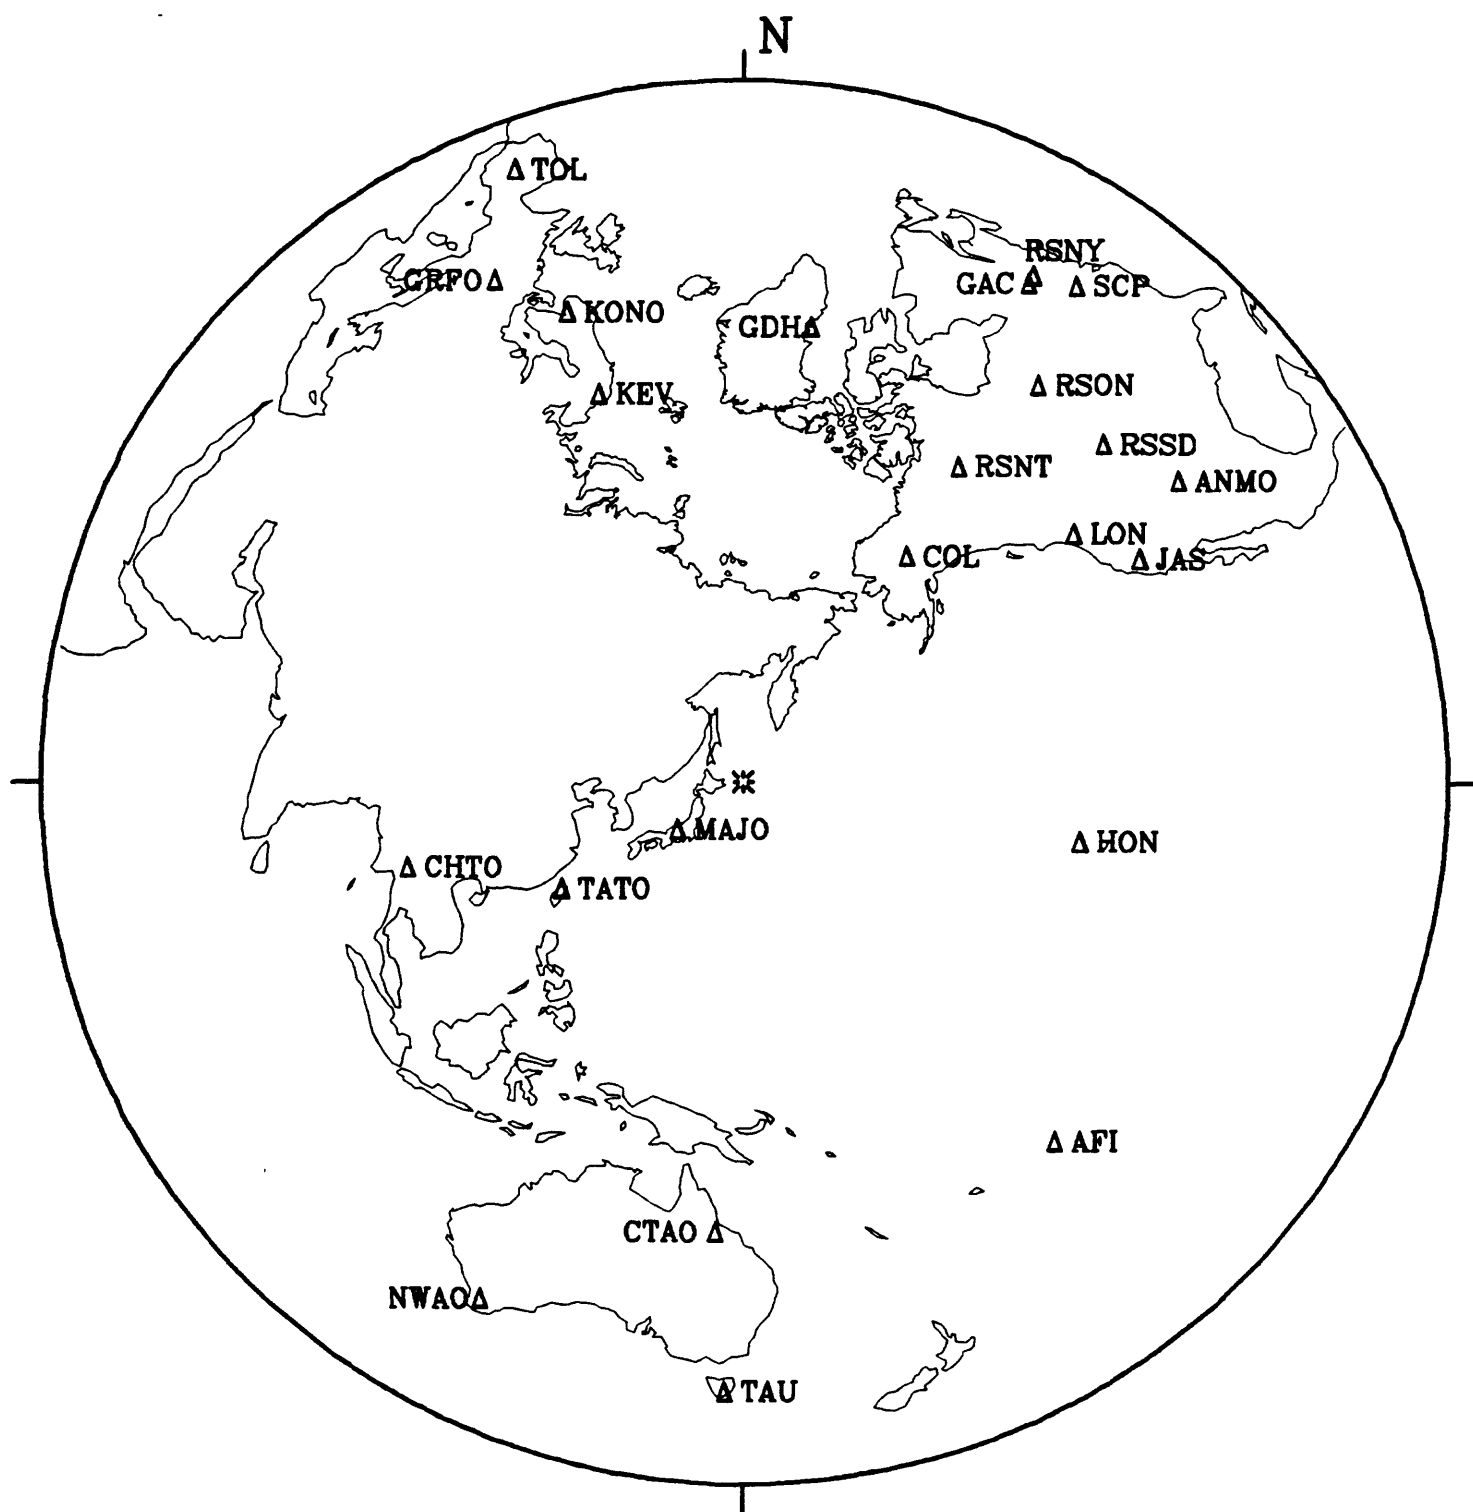 N
TOL
RSNY
GRFO
GAC
SCP
KONO
GDH
KEV
RSON
RSSD
RSNT
ANMO
LON
COL
JAS
MAJO
HON
CHTO
TATO
AFI
CTAO
NWAO
TAU